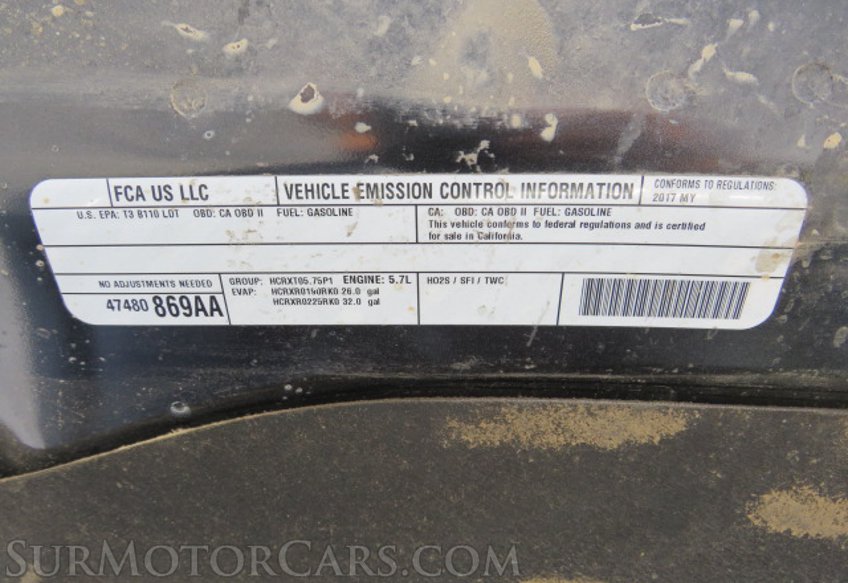 FCA US LLC
VEHICLE EMISSION CONTROL INFORMATION
CONFORMS TO REGULATIONS:
2017 MY
U.S. EPA: T3 B110 LDT OBD: CA OBD II FUEL: GASOLINE
CA: OBD: CA OBD II FUEL: GASOLINE
This vehicle conforms to federal regulations and is certified
for sale in California.
NO ADJUSTMENTS NEEDED
47480 869AA
GROUP: HCRXT05.75P1 ENGINE: 5.7L
EVAP: HCRXR0190RK0 26.0 gal
HCRXR0225RK0 32.0 gal
HO2S / SFI / TWC
SURMOTORCARS.COM